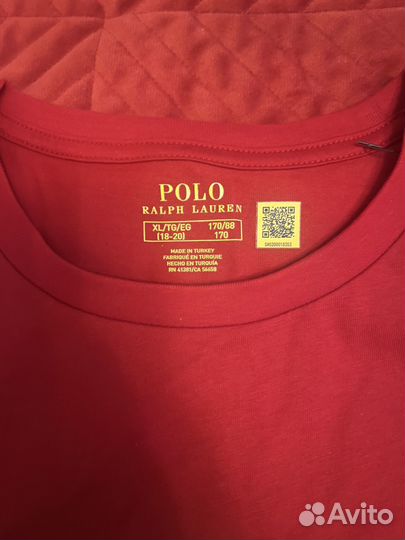 POLO
RALPH LAUREN
XL/TG/EG 170/88
(18-20) 170
MADE IN TURKEY
FABRIQUÉ EN TURQUIE
HECHO EN TURQUÍA
RN 41381/CA 56658
Avito